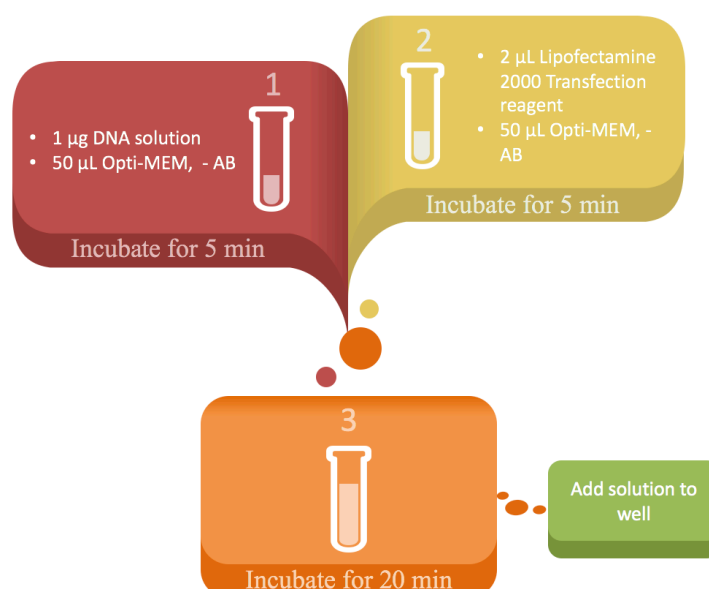 1
• 1 µg DNA solution
• 50 µL Opti-MEM, - AB
Incubate for 5 min
2
• 2 µL Lipofectamine
2000 Transfection
reagent
• 50 µL Opti-MEM, -
AB
Incubate for 5 min
3
Incubate for 20 min
Add solution to
well